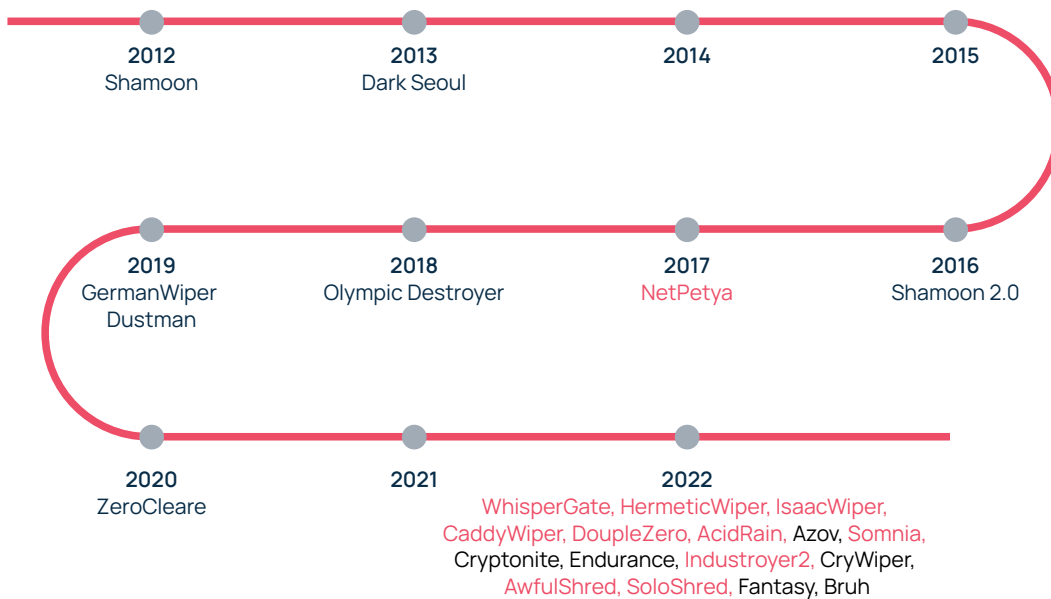 2012
Shamoon
2013
Dark Seoul
2014
2015
2019
GermanWiper
Dustman
2018
Olympic Destroyer
2017
NetPetya
2016
Shamoon 2.0
2020
ZeroCleare
2021
2022
WhisperGate, HermeticWiper, IsaacWiper,
CaddyWiper, DoupleZero, AcidRain, Azov, Somnia,
Cryptonite, Endurance, Industroyer2, CryWiper,
AwfulShred, SoloShred, Fantasy, Bruh